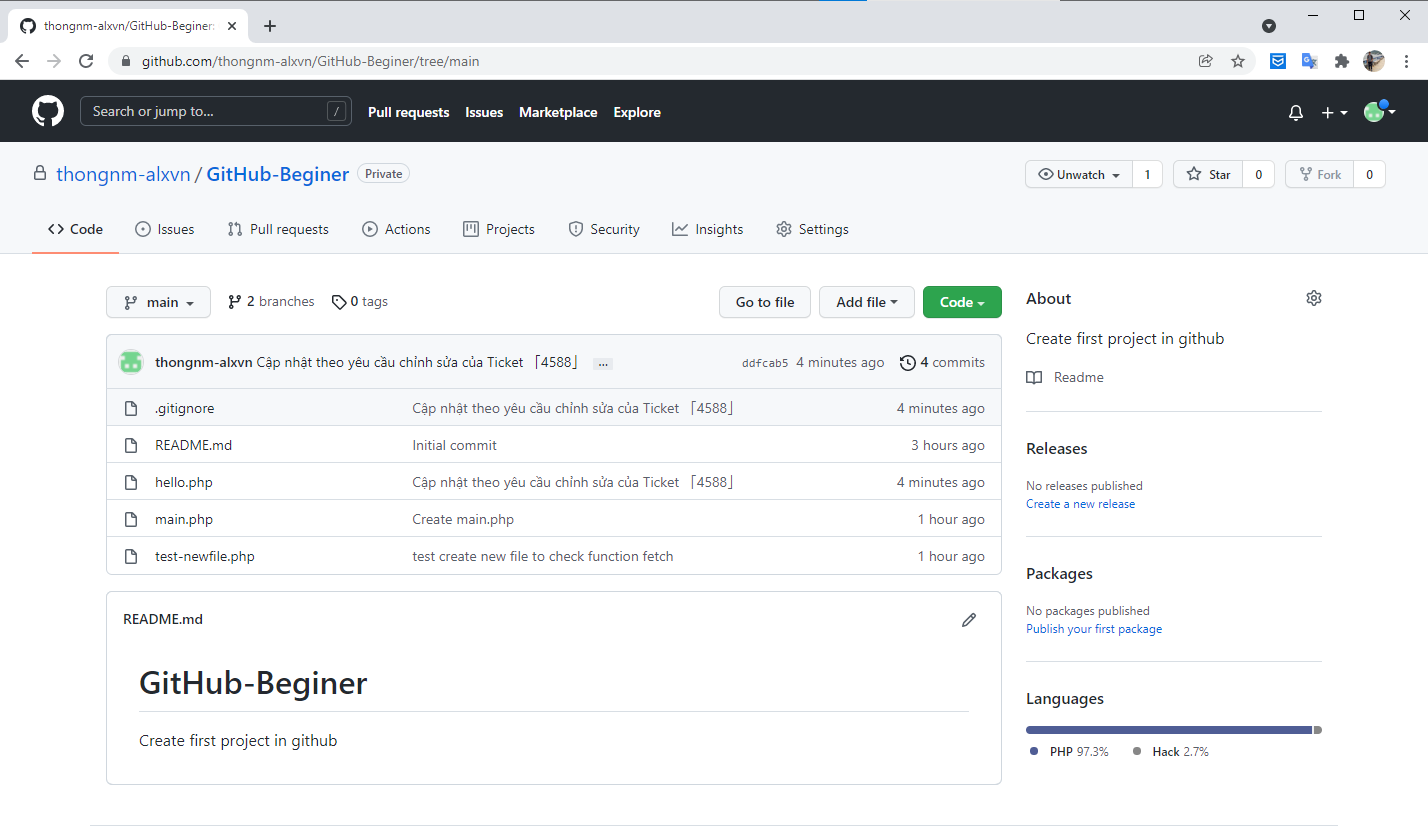 thongnm-alxvn/GitHub-Beginer:
github.com/thongnm-alxvn/GitHub-Beginer/tree/main
Search or jump to... /
Pull requests Issues Marketplace Explore
thongnm-alxvn / GitHub-Beginer Private
Unwatch 1 Star 0 Fork 0
Code Issues Pull requests Actions Projects Security Insights Settings
main 2 branches 0 tags
Go to file Add file Code
thongnm-alxvn Cập nhật theo yêu cầu chỉnh sửa của Ticket 「4588」 ...
ddfcab5 4 minutes ago 4 commits
.gitignore Cập nhật theo yêu cầu chỉnh sửa của Ticket 「4588」 4 minutes ago
README.md Initial commit 3 hours ago
hello.php Cập nhật theo yêu cầu chỉnh sửa của Ticket 「4588」 4 minutes ago
main.php Create main.php 1 hour ago
test-newfile.php test create new file to check function fetch 1 hour ago
README.md
GitHub-Beginer
Create first project in github
About
Create first project in github
Readme
Releases
No releases published
Create a new release
Packages
No packages published
Publish your first package
Languages
PHP 97.3% Hack 2.7%